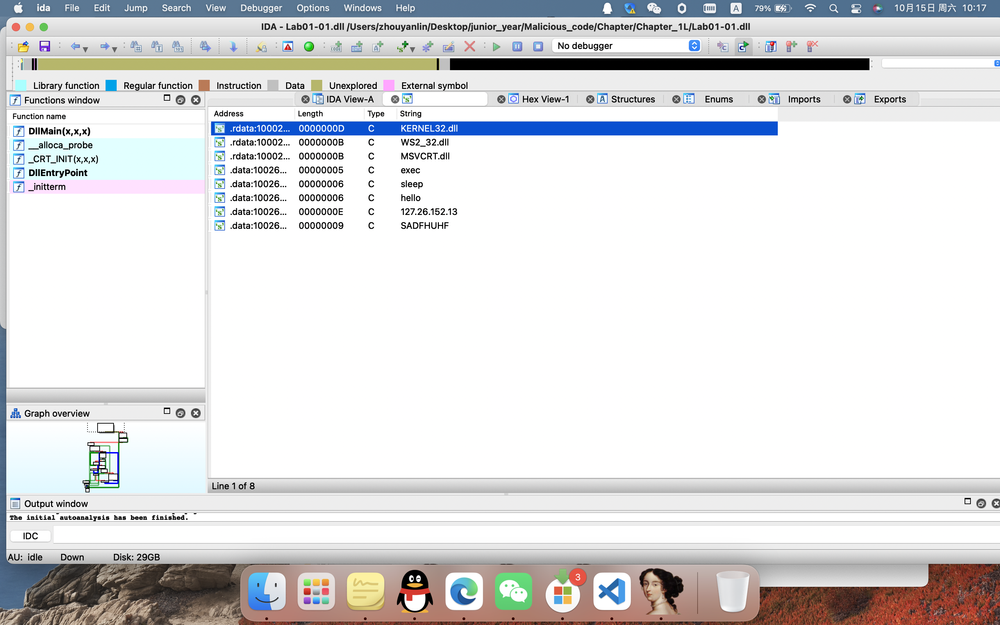 ida File Edit Jump Search View Debugger Options Windows Help A 79% 10月15日 周六 10:17
IDA - Lab01-01.dll /Users/zhouyanlin/Desktop/junior_year/Malicious_code/Chapter/Chapter_1L/Lab01-01.dll
No debugger
Library function Regular function Instruction Data Unexplored External symbol
Functions window
IDA View-A Hex View-1 Structures Enums Imports Exports
Function name
DllMain(x,x,x)
__alloca_probe
_CRT_INIT(x,x,x)
DllEntryPoint
_initterm
Address Length Type String
.rdata:10002... 0000000D C KERNEL32.dll
.rdata:10002... 0000000B C WS2_32.dll
.rdata:10002... 0000000B C MSVCRT.dll
.data:10026... 00000005 C exec
.data:10026... 00000006 C sleep
.data:10026... 00000006 C hello
.data:10026... 0000000E C 127.26.152.13
.data:10026... 00000009 C SADFHUHF
Graph overview
Line 1 of 8
Output window
The initial autoanalysis has been finished.
IDC
AU: idle Down Disk: 29GB
3